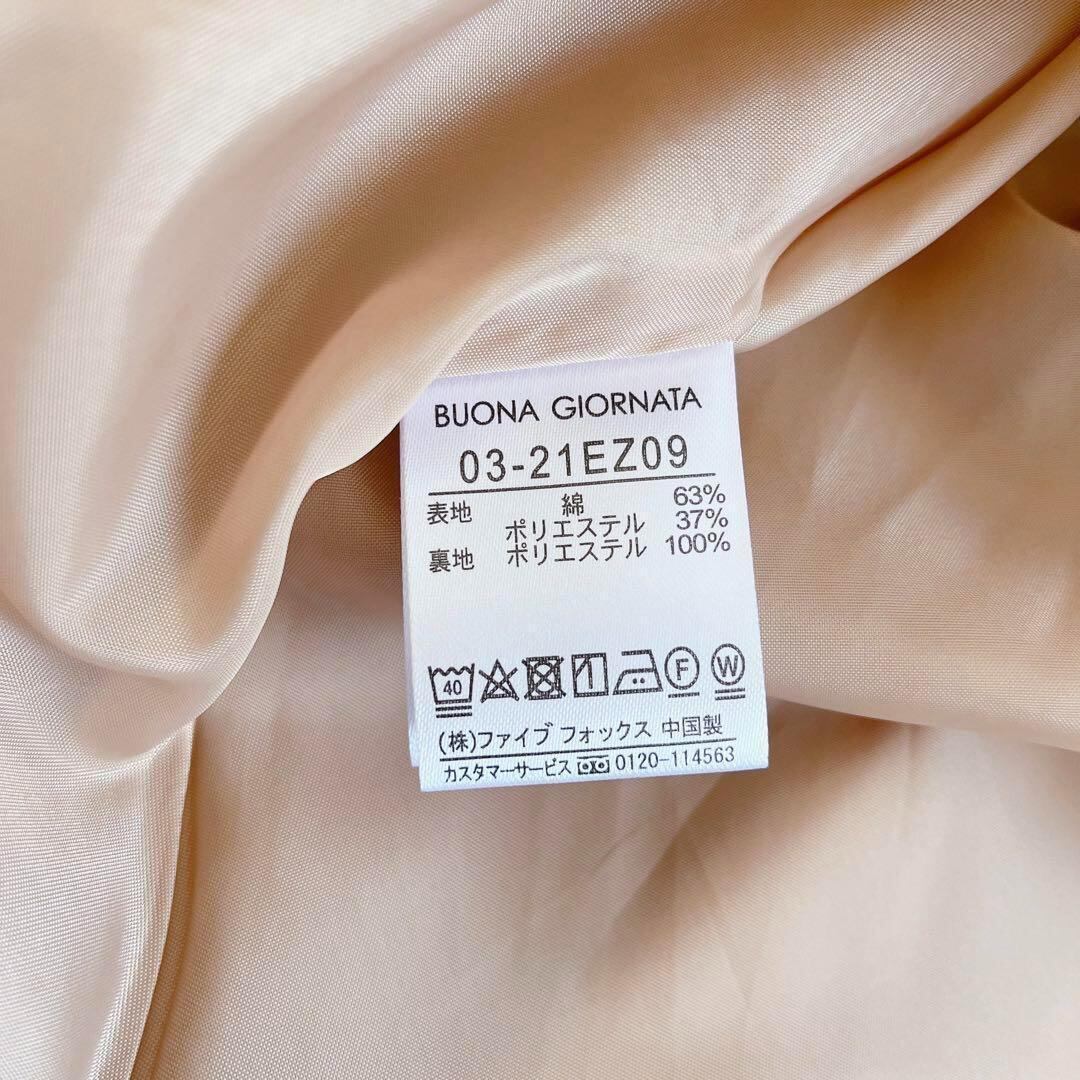 BUONA GIORNATA
03-21EZ09
表地 綿 63%
ポリエステル 37%
裏地 ポリエステル 100%
40 F W
(株)ファイブ フォックス 中国製
カスタマーサービス 0120-114563